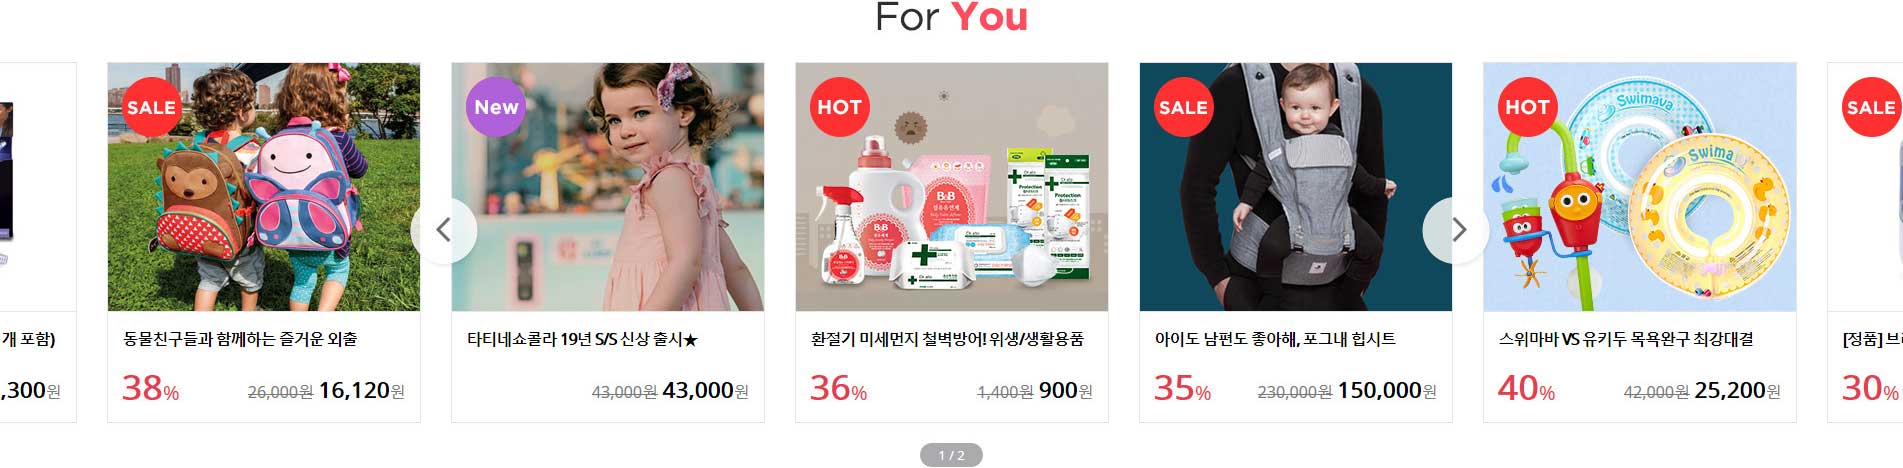 For You
개 포함)
,300원
SALE
동물친구들과 함께하는 즐거운 외출
38%
26,000원 16,120원
New
타티네쇼콜라 19년 S/S 신상 출시★
43,000원 43,000원
HOT
B&B
B&B
Dr.ato
Protection
Protection
환절기 미세먼지 철벽방어! 위생/생활용품
36%
1,400원 900원
SALE
아이도 남편도 좋아해, 포그내 힙시트
35%
230,000원 150,000원
HOT
Swimava
Swimava
스위마바 VS 유키두 목욕완구 최강대결
40%
42,000원 25,200원
SALE
[정품] 브
30%
1 / 2